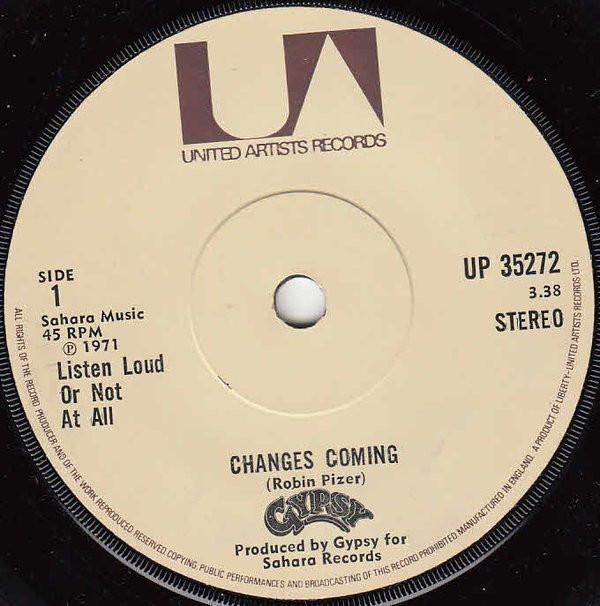 UA
UNITED ARTISTS RECORDS
SIDE
1
Sahara Music
45 RPM
Ⓟ 1971
Listen Loud
Or Not
At All
UP 35272
3.38
STEREO
CHANGES COMING
(Robin Pizer)
GYPSY
Produced by Gypsy for
Sahara Records
ALL RIGHTS OF THE RECORD PRODUCER AND OF THE OWNER OF THE WORK REPRODUCED RESERVED. COPYING, PUBLIC PERFORMANCES AND BROADCASTING OF THIS RECORD PROHIBITED. MANUFACTURED IN ENGLAND. A PRODUCT OF LIBERTY-UNITED ARTISTS RECORDS LTD.